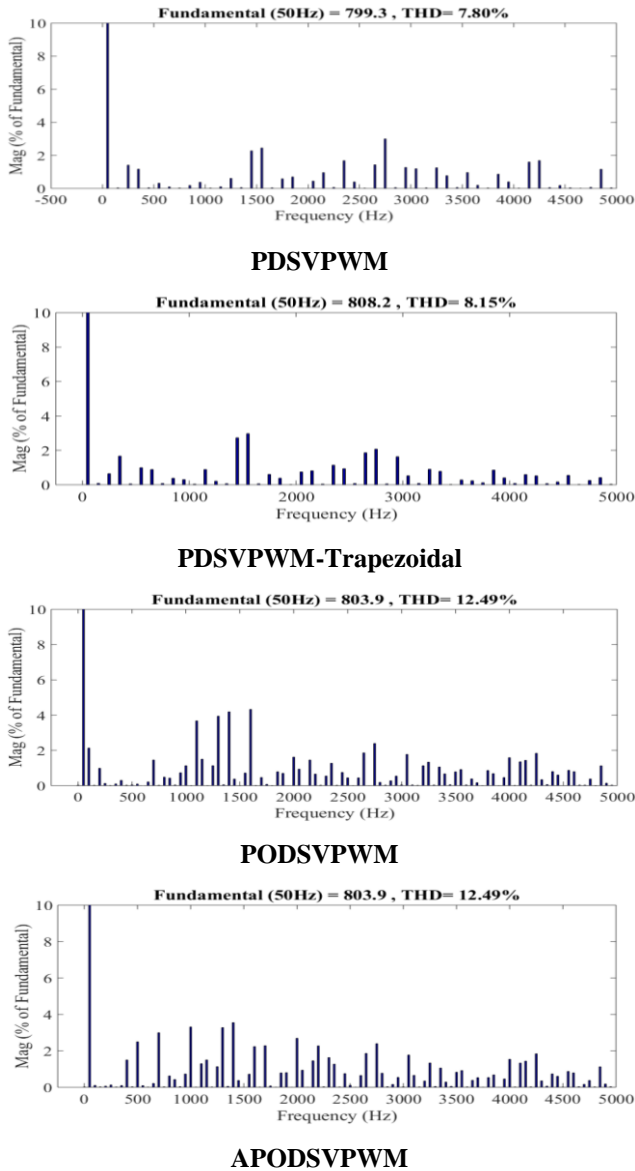 Fundamental (50Hz) = 799.3 , THD= 7.80%
10
8
6
4
2
0
Mag (% of Fundamental)
-500 0 500 1000 1500 2000 2500 3000 3500 4000 4500 5000
Frequency (Hz)
PDSVPWM
Fundamental (50Hz) = 808.2 , THD= 8.15%
10
8
6
4
2
0
Mag (% of Fundamental)
0 1000 2000 3000 4000 5000
Frequency (Hz)
PDSVPWM-Trapezoidal
Fundamental (50Hz) = 803.9 , THD= 12.49%
10
8
6
4
2
0
Mag (% of Fundamental)
0 500 1000 1500 2000 2500 3000 3500 4000 4500 5000
Frequency (Hz)
PODSVPWM
Fundamental (50Hz) = 803.9 , THD= 12.49%
10
8
6
4
2
0
Mag (% of Fundamental)
0 500 1000 1500 2000 2500 3000 3500 4000 4500 5000
Frequency (Hz)
APODSVPWM